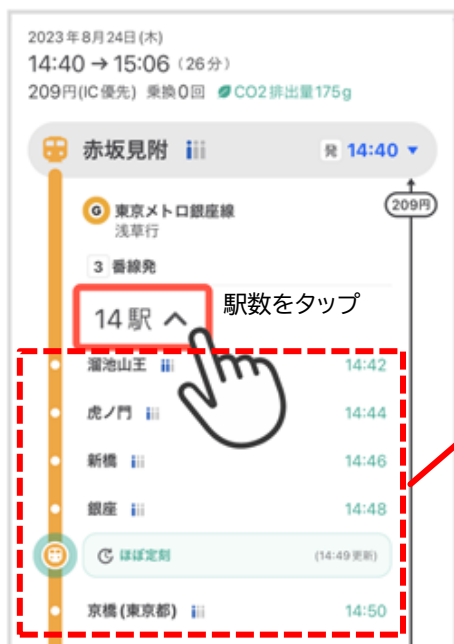 2023年8月24日(木)
14:40 → 15:06 (26分)
209円(IC優先) 乗換0回 CO2排出量175g
赤坂見附 発 14:40 ▼
209円
G 東京メトロ銀座線
浅草行
3 番線発
14駅 駅数をタップ
溜池山王 14:42
虎ノ門 14:44
新橋 14:46
銀座 14:48
ほぼ定刻 (14:49更新)
京橋(東京都) 14:50